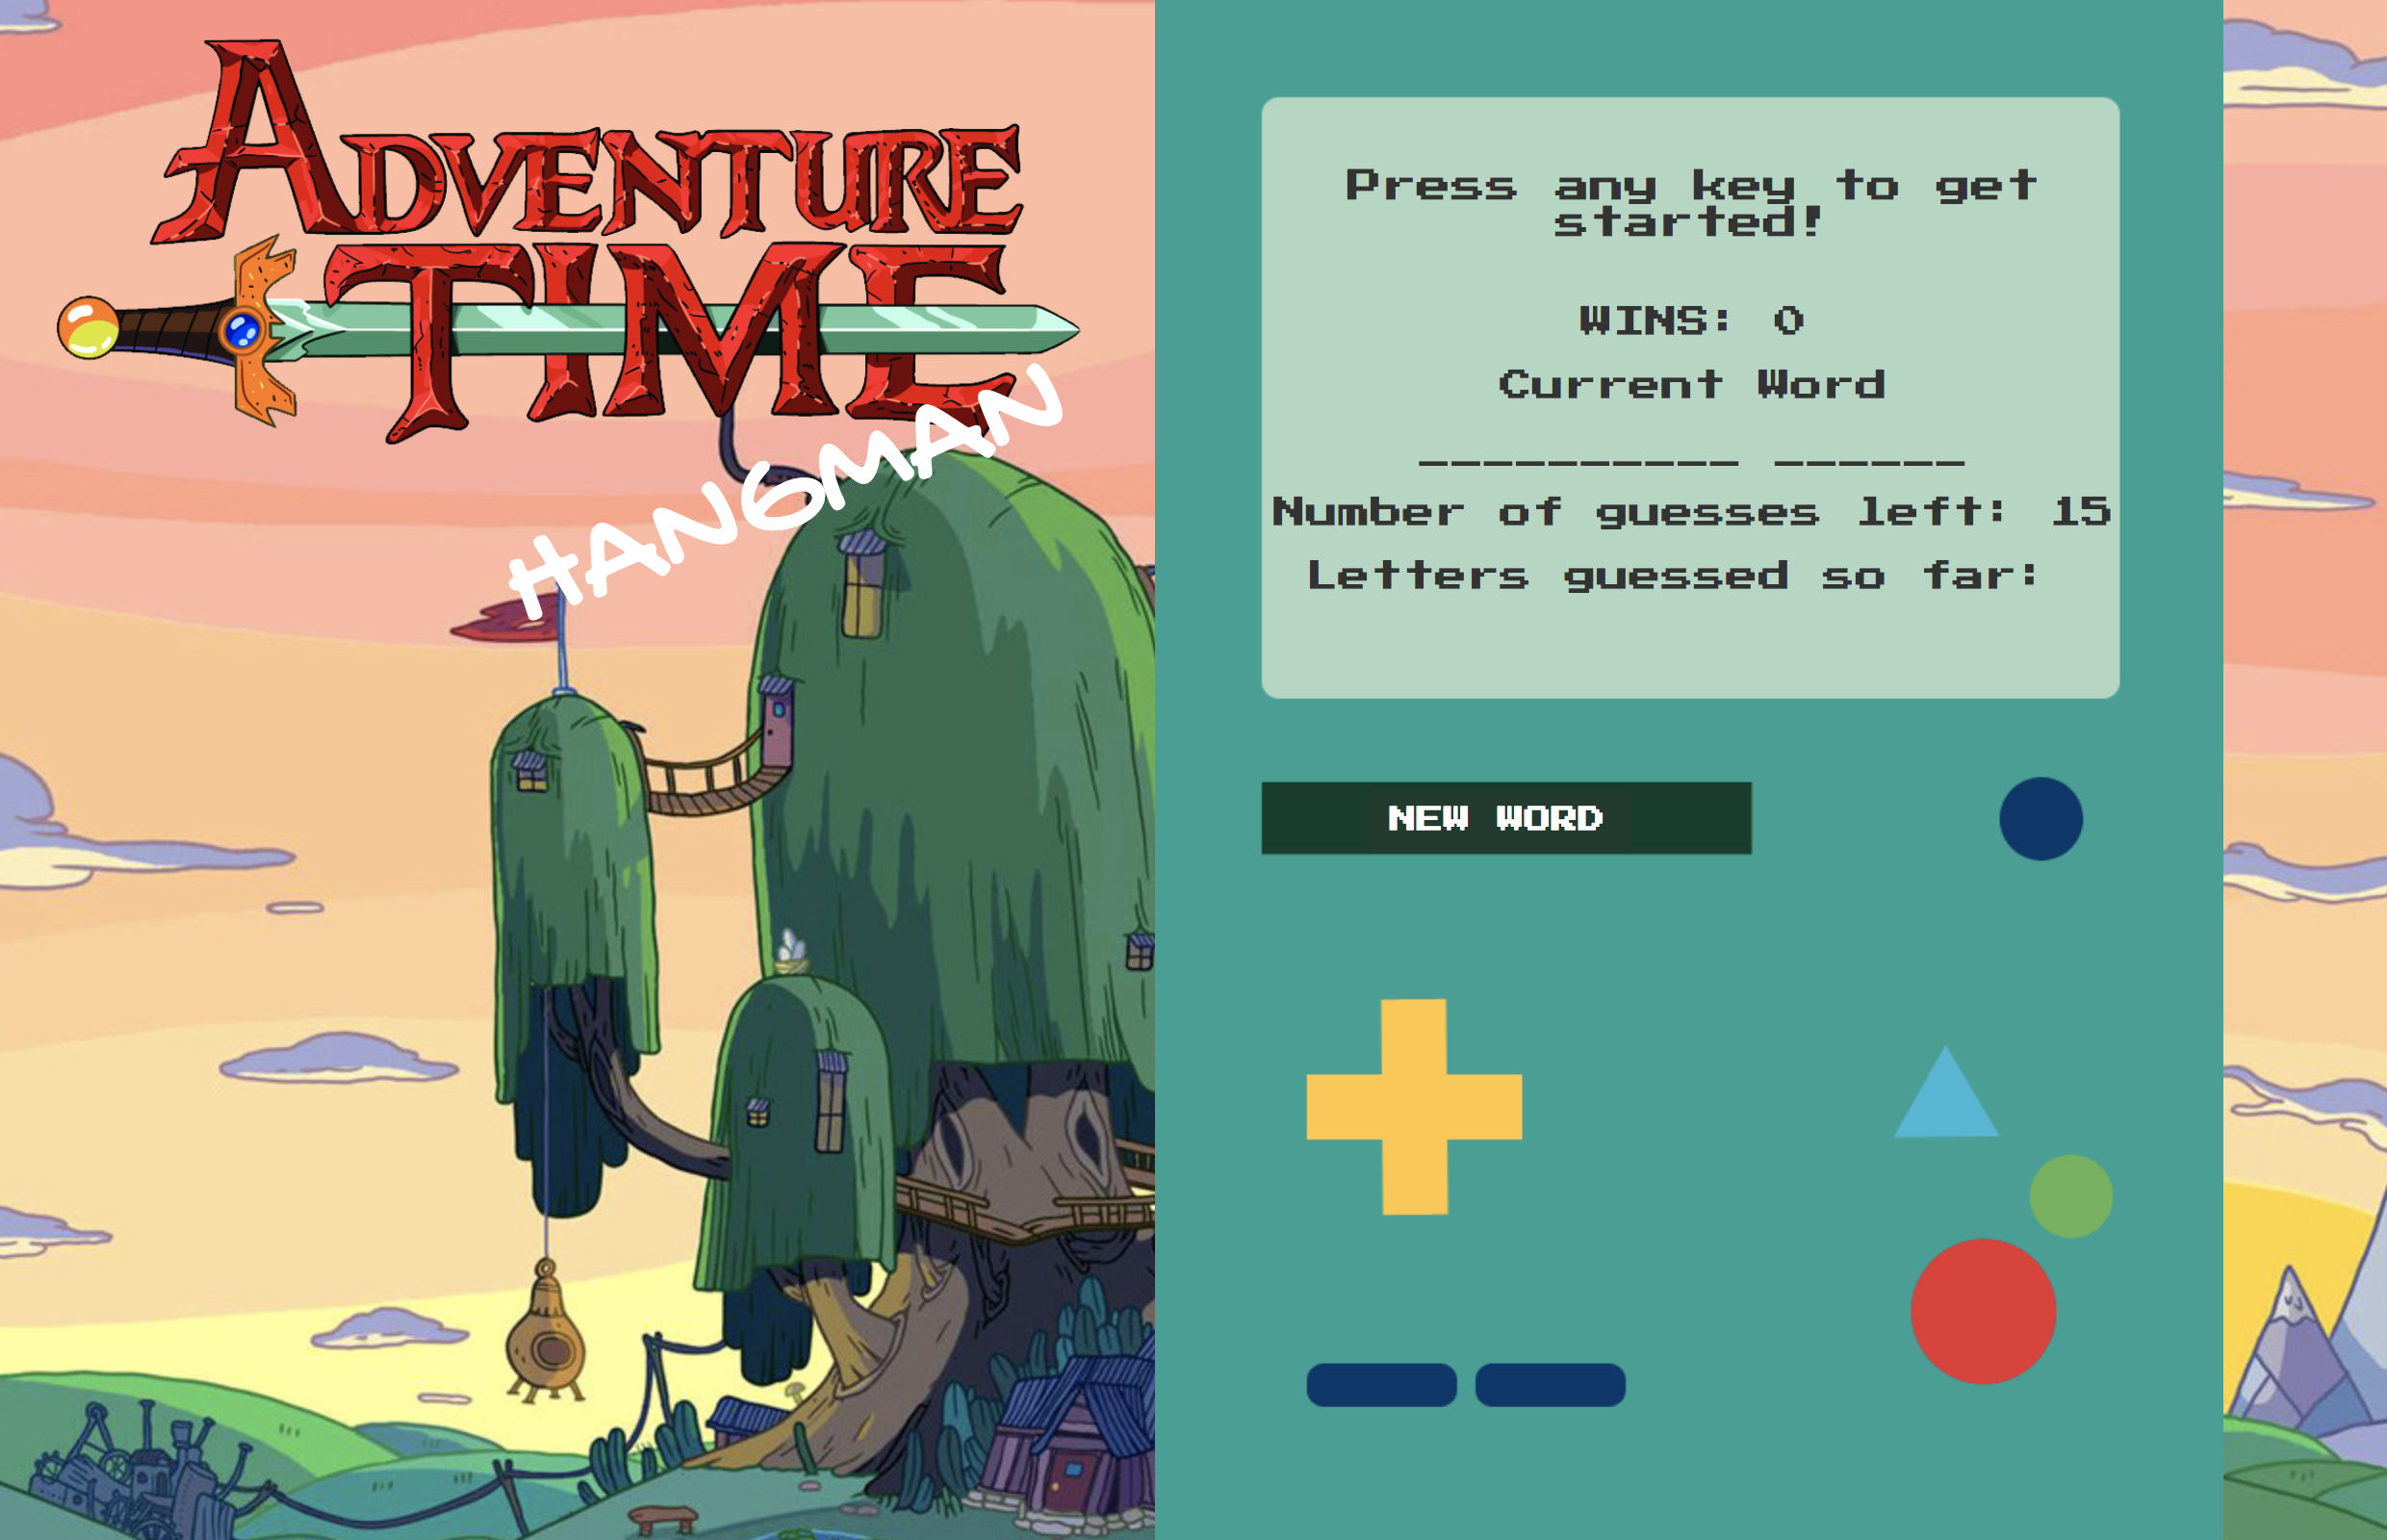 ADVENTURE
TIME
HANGMAN
Press any key to get
started!
WINS: 0
Current Word
__________ ______
Number of guesses left: 15
Letters guessed so far:
NEW WORD